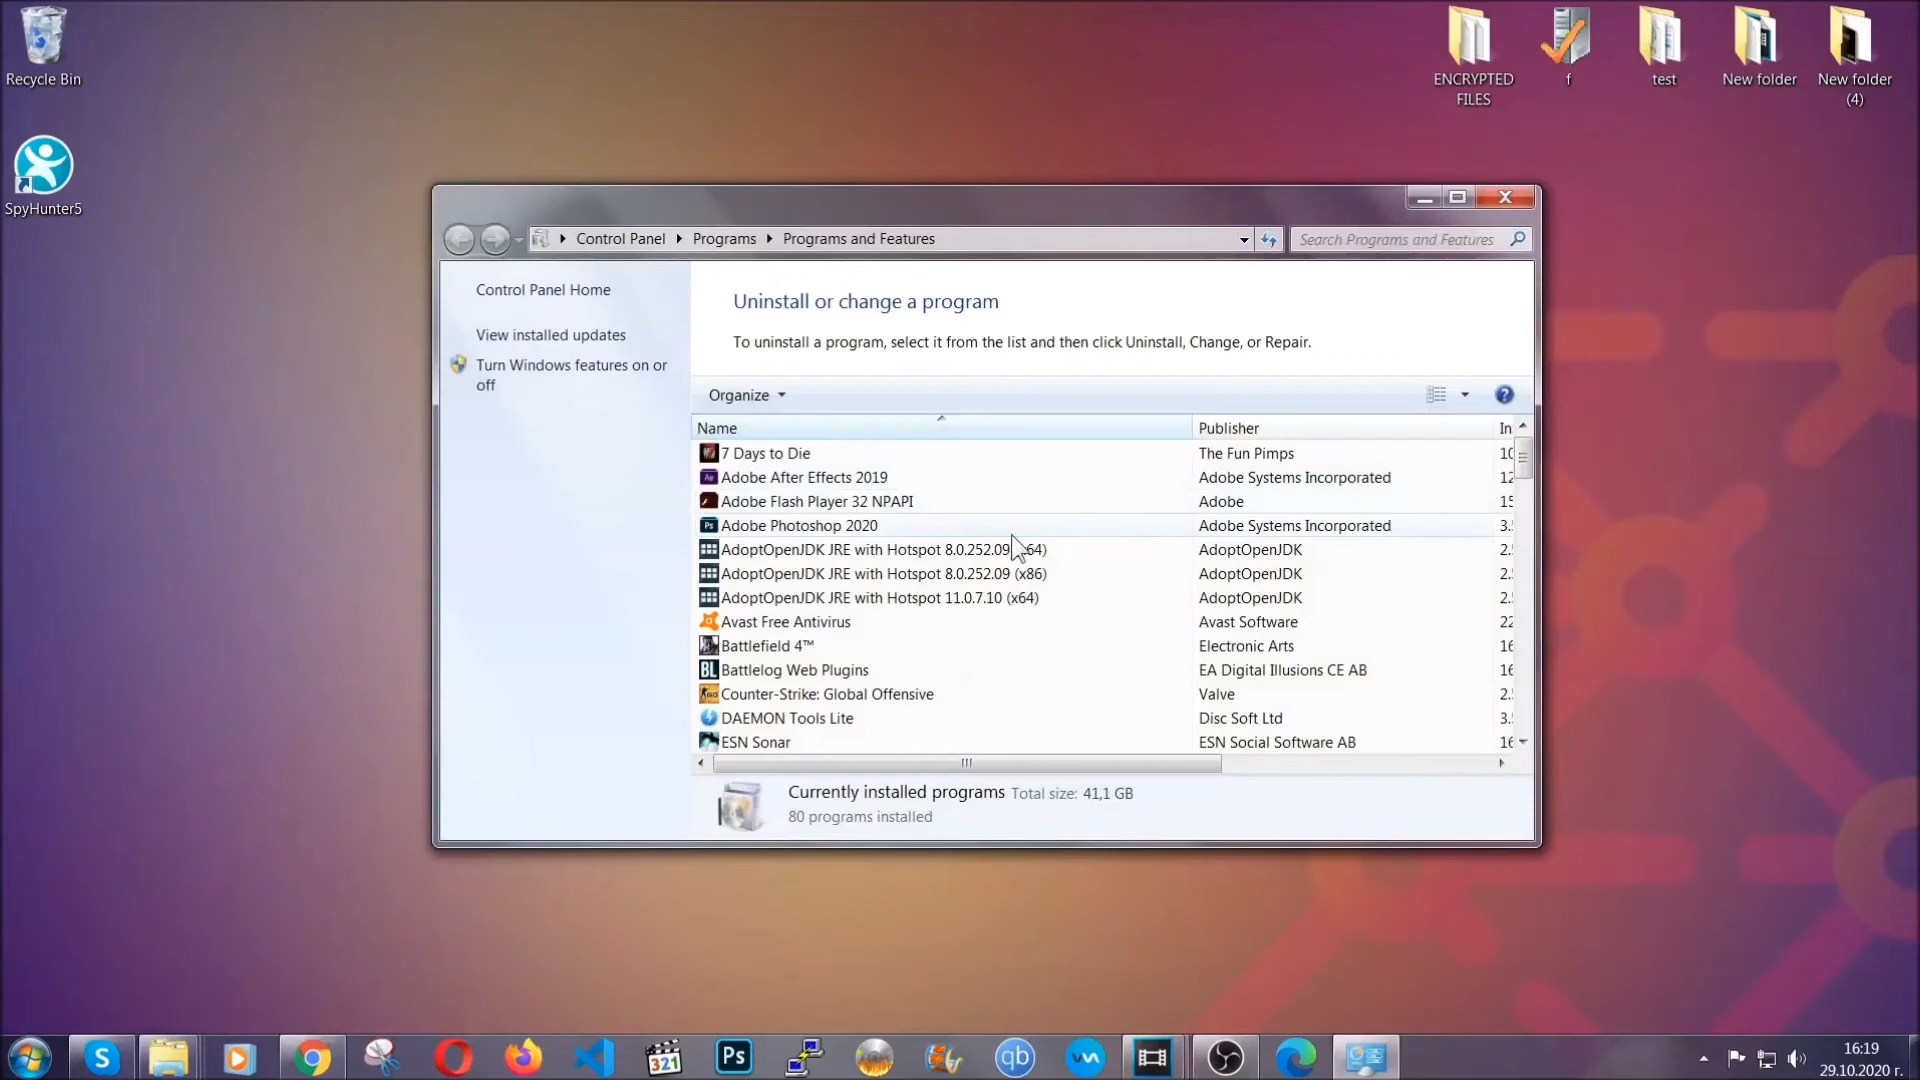 Recycle Bin
SpyHunter5
ENCRYPTED
FILES
f
test
New folder
New folder
(4)
Control Panel
Programs
Programs and Features
Search Programs and Features
Control Panel Home
View installed updates
Turn Windows features on or
off
Uninstall or change a program
To uninstall a program, select it from the list and then click Uninstall, Change, or Repair.
Organize
Name Publisher In
7 Days to Die The Fun Pimps 10
Adobe After Effects 2019 Adobe Systems Incorporated 12
Adobe Flash Player 32 NPAPI Adobe 15
Adobe Photoshop 2020 Adobe Systems Incorporated 3.
AdoptOpenJDK JRE with Hotspot 8.0.252.09 x64) AdoptOpenJDK 2.
AdoptOpenJDK JRE with Hotspot 8.0.252.09 (x86) AdoptOpenJDK 2.
AdoptOpenJDK JRE with Hotspot 11.0.7.10 (x64) AdoptOpenJDK 2.
Avast Free Antivirus Avast Software 22
Battlefield 4™ Electronic Arts 16
BL Battlelog Web Plugins EA Digital Illusions CE AB 16
Counter-Strike: Global Offensive Valve 2.
DAEMON Tools Lite Disc Soft Ltd 3.
ESN Sonar ESN Social Software AB 16
Currently installed programs Total size: 41,1 GB
80 programs installed
S
321
Ps
qb
16:19
29.10.2020 г.